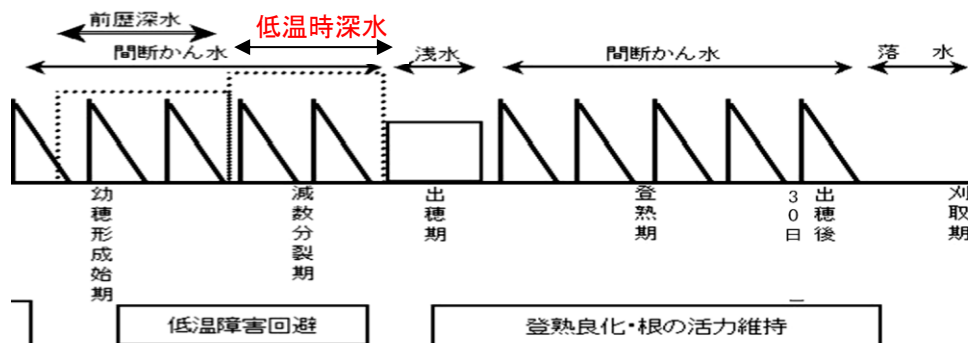 前歴深水
低温時深水
間断かん水
浅水
間断かん水
落 水
幼穂形成始期
減数分裂期
出穂期
登熟期
30日
出穂後
刈取期
低温障害回避
登熟良化・根の活力維持